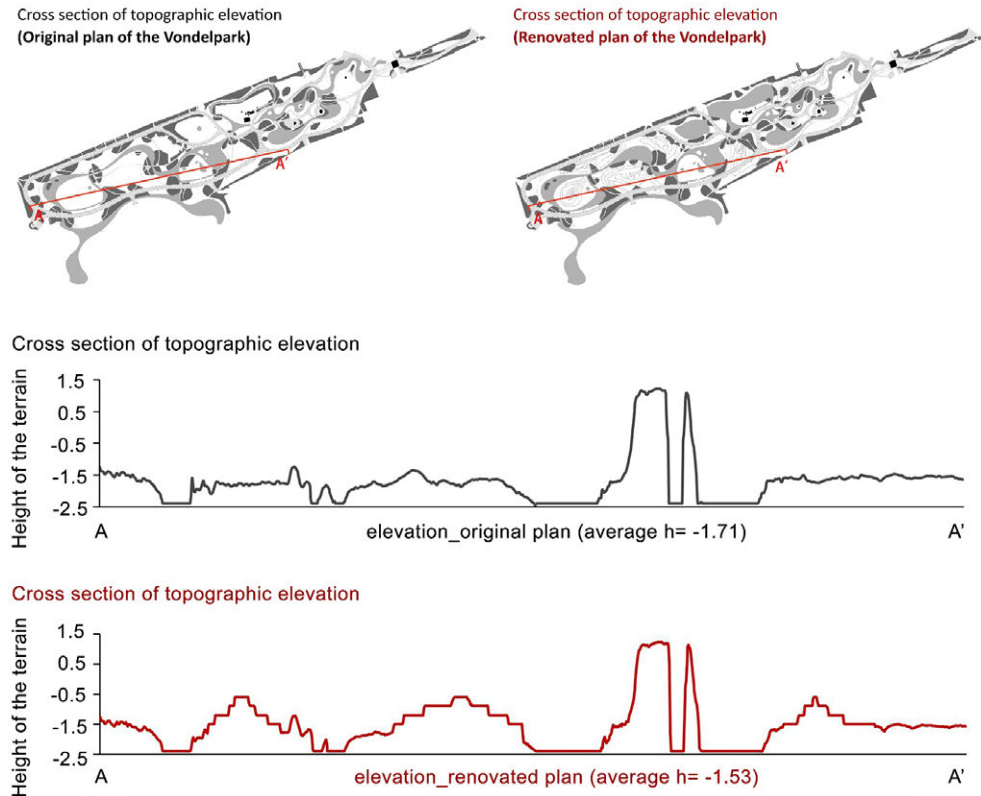 Cross section of topographic elevation
(Original plan of the Vondelpark)
A
A'
Cross section of topographic elevation
(Renovated plan of the Vondelpark)
A
A'
Cross section of topographic elevation
Height of the terrain
1.5
0.5
-0.5
-1.5
-2.5
A
elevation_original plan (average h= -1.71)
A'
Cross section of topographic elevation
Height of the terrain
1.5
0.5
-0.5
-1.5
-2.5
A
elevation_renovated plan (average h= -1.53)
A'